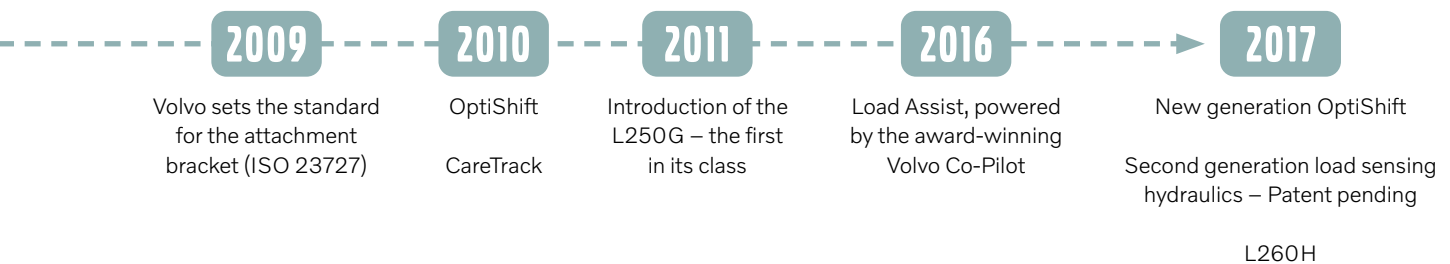 2009
Volvo sets the standard
for the attachment
bracket (ISO 23727)
2010
OptiShift
CareTrack
2011
Introduction of the
L250G – the first
in its class
2016
Load Assist, powered
by the award-winning
Volvo Co-Pilot
2017
New generation OptiShift
Second generation load sensing
hydraulics – Patent pending
L260H